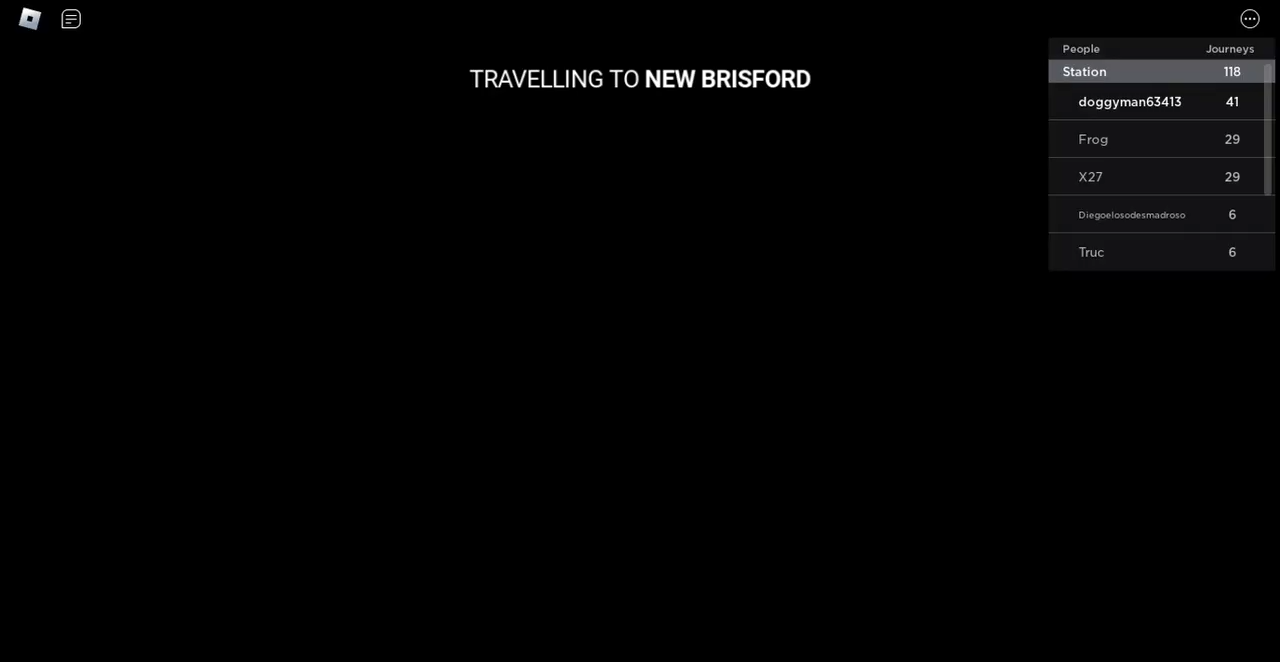 TRAVELLING TO NEW BRISFORD
People Journeys
Station 118
doggyman63413 41
Frog 29
X27 29
Diegoelosodesmadroso 6
Truc 6